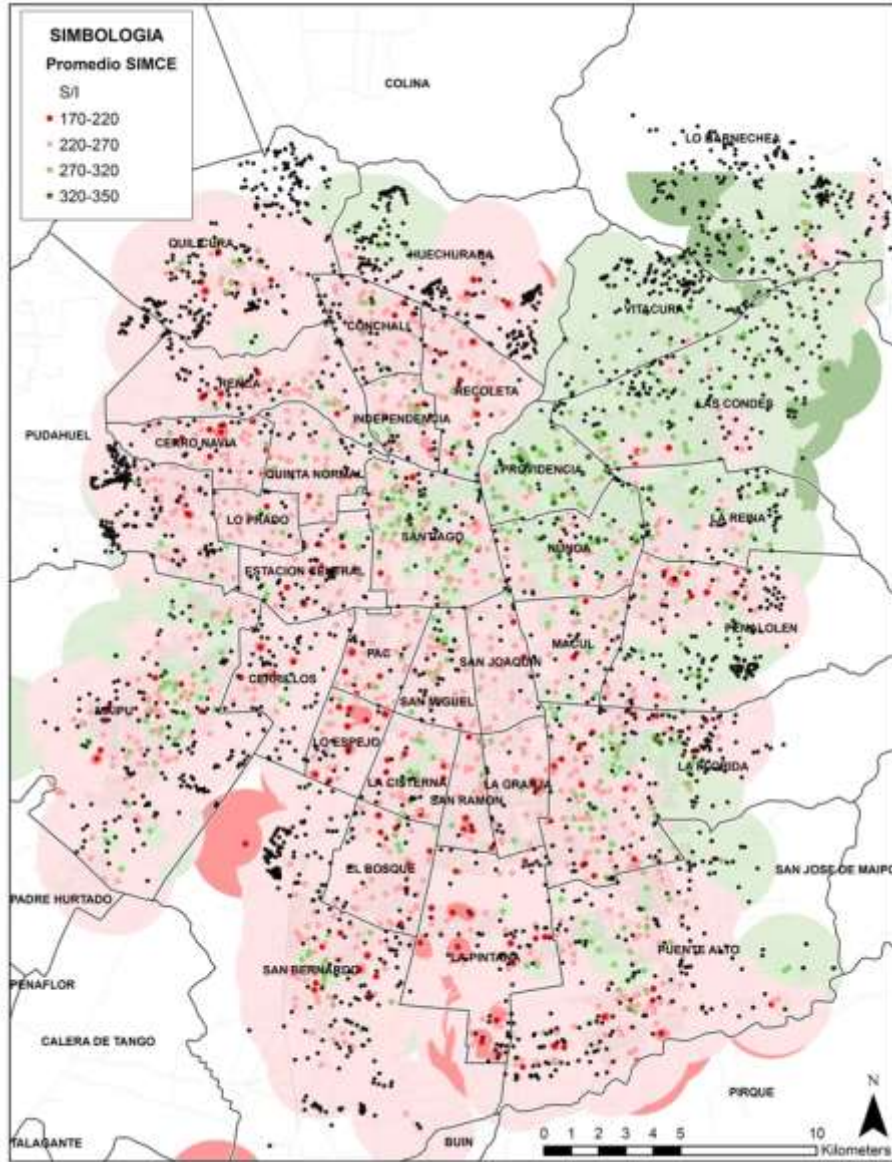 SIMBOLOGIA
Promedio SIMCE
S/I
170-220
220-270
270-320
320-350
COLINA
LO BARNECHEA
QUILICURA
HUECHURABA
VITACURA
CONCHALI
RENCA
RECOLETA
LAS CONDES
INDEPENDENCIA
PUDAHUEL
CERRO NAVIA
QUINTA NORMAL
PROVIDENCIA
LO PRADO
LA REINA
SANTIAGO
NUNOA
ESTACION CENTRAL
PENALOLEN
MACUL
PAC
SAN JOAQUIN
CERRILLOS
SAN MIGUEL
MAIPU
LO ESPEJO
LA FLORIDA
LA CISTERNA
LA GRANJA
SAN RAMON
EL BOSQUE
SAN JOSE DE MAIPO
PADRE HURTADO
PUENTE ALTO
LA PINTANA
SAN BERNARDO
PENAFLOR
CALERA DE TANGO
PIRQUE
N
TALAGANTE
BUIN
0 1 2 3 4 5 10
Kilometers